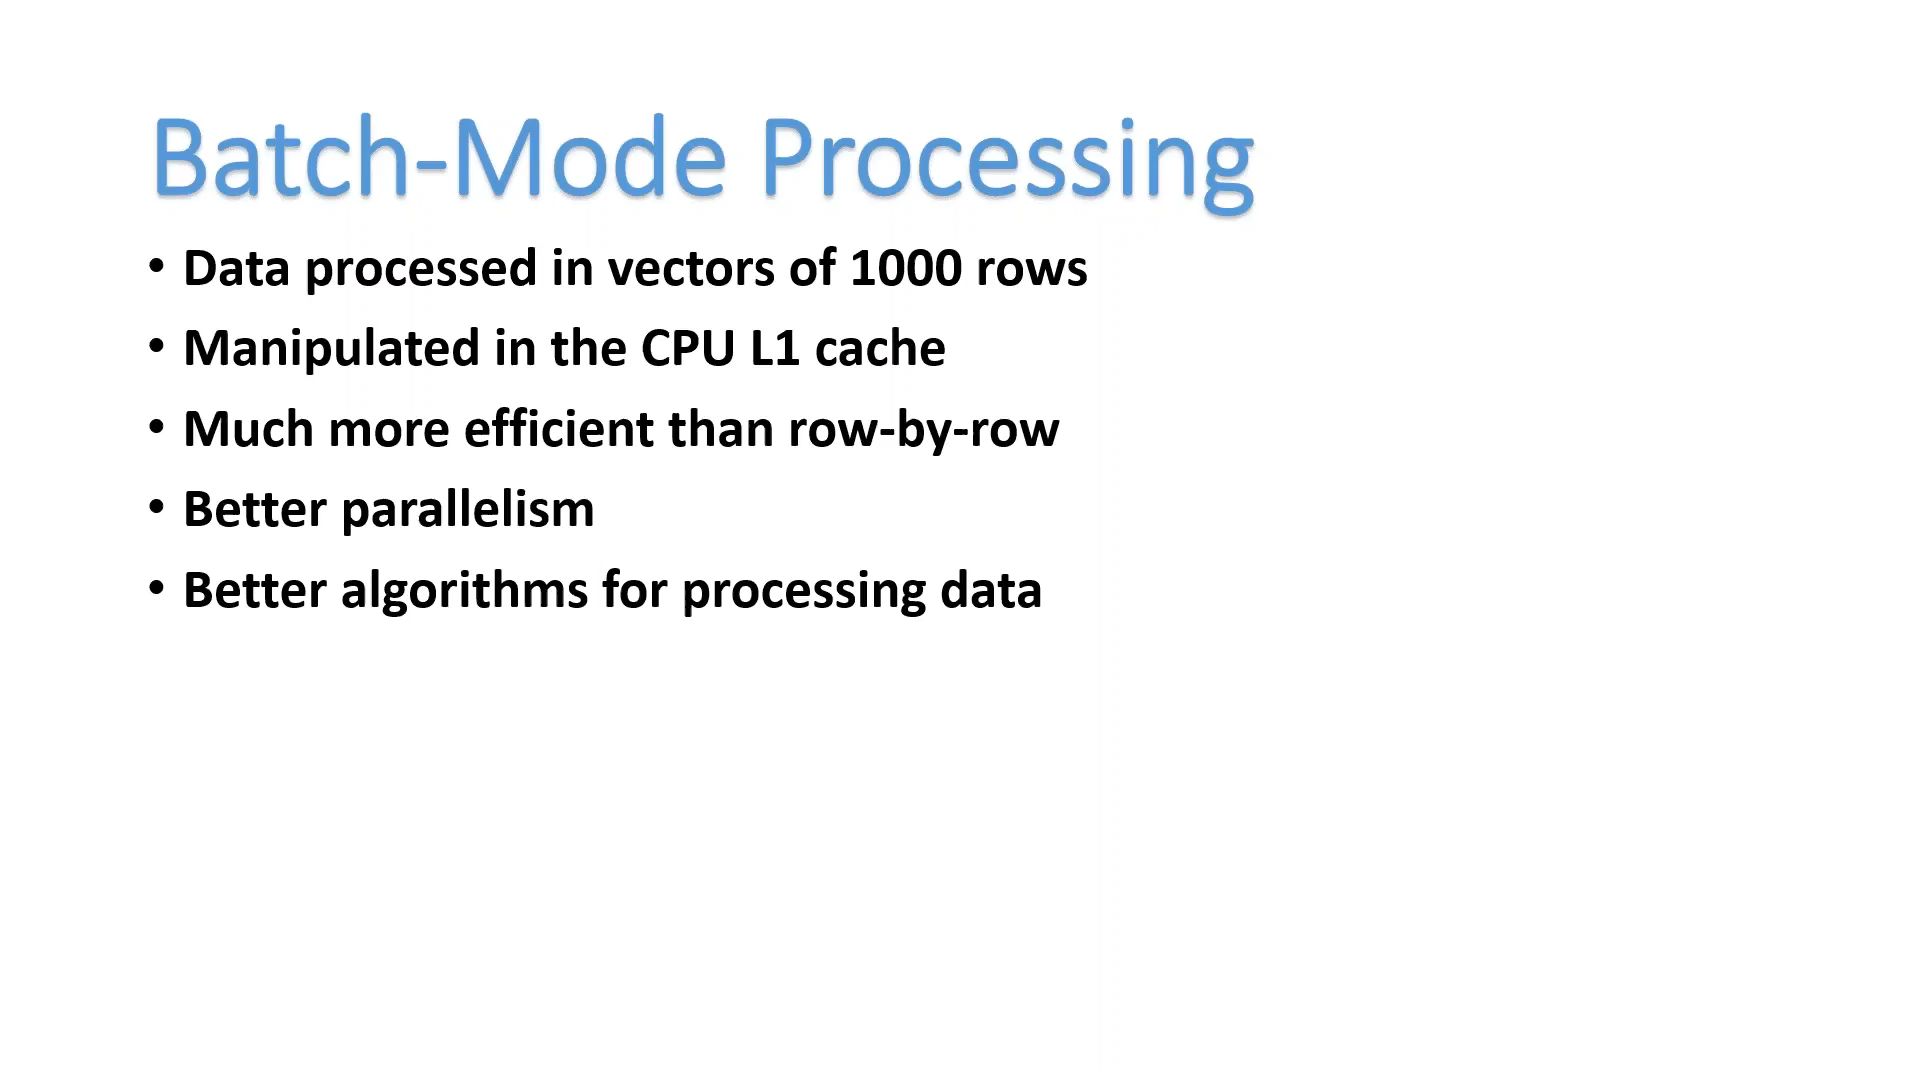 Batch-Mode Processing
• Data processed in vectors of 1000 rows
• Manipulated in the CPU L1 cache
• Much more efficient than row-by-row
• Better parallelism
• Better algorithms for processing data